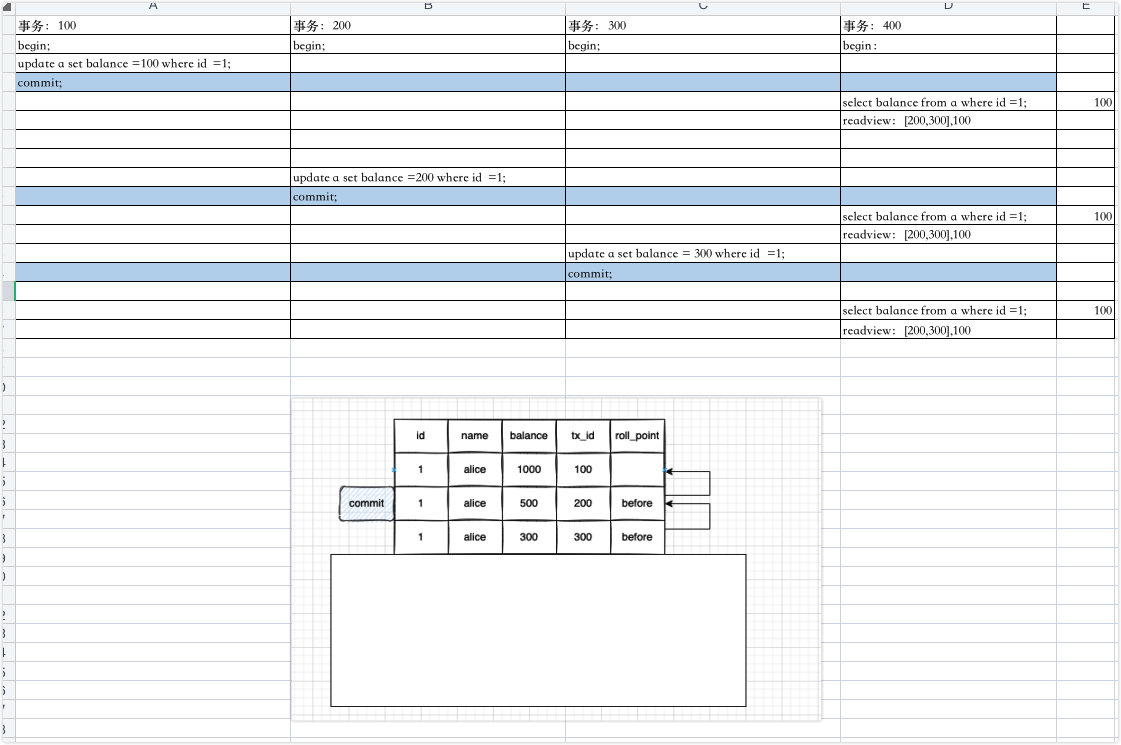 A B C D E
事务：100 事务：200 事务：300 事务：400
begin; begin; begin; begin :
update a set balance =100 where id =1;
commit;
select balance from a where id =1; 100
readview： [200,300],100
update a set balance =200 where id =1;
commit;
select balance from a where id =1; 100
readview： [200,300],100
update a set balance = 300 where id =1;
commit;
select balance from a where id =1; 100
readview： [200,300],100
id name balance tx_id roll_point
1 alice 1000 100
commit 1 alice 500 200 before
1 alice 300 300 before